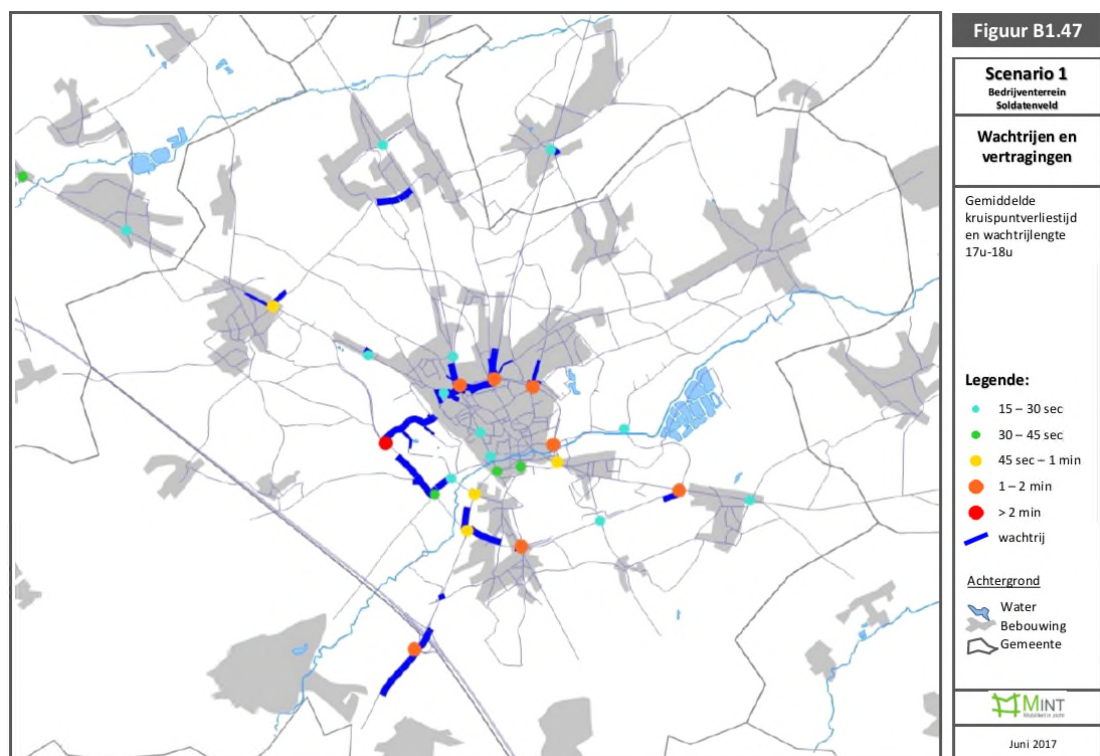 Figuur B1.47
Scenario 1
Bedrijventerrein
Soldatenveld
Wachtrijen en
vertragingen
Gemiddelde
kruispuntverliestijd
en wachtrijlengte
17u-18u
Legende:
15 – 30 sec
30 – 45 sec
45 sec – 1 min
1 – 2 min
> 2 min
wachtrij
Achtergrond
Water
Bebouwing
Gemeente
MINT
Juni 2017